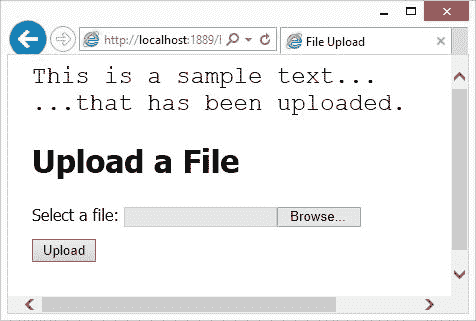 http://localhost:1889/
File Upload
This is a sample text...
...that has been uploaded.
Upload a File
Select a file:
Browse...
Upload